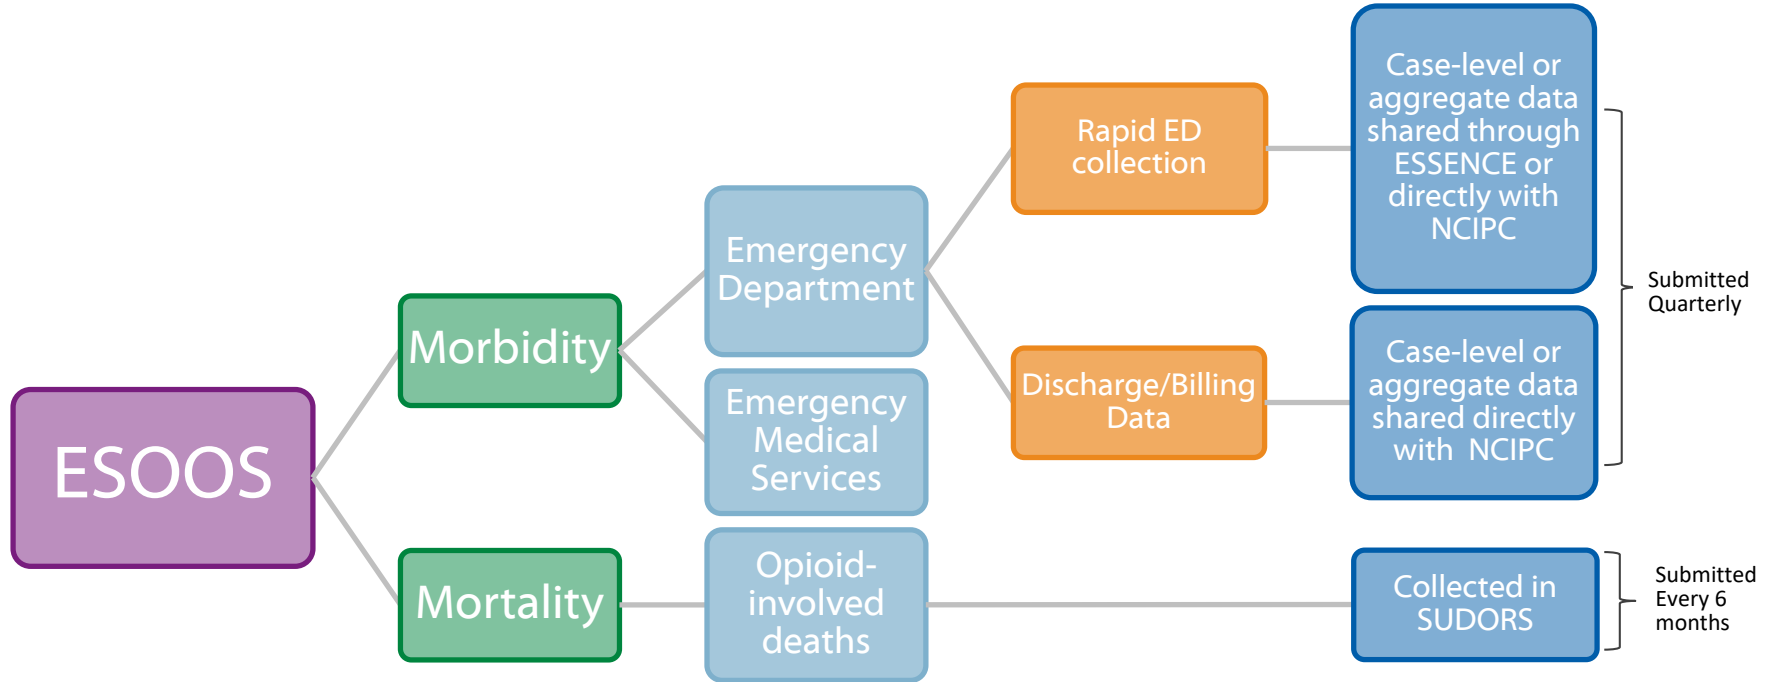 ESOOS
Morbidity
Mortality
Emergency
Department
Emergency
Medical
Services
Opioid-
involved
deaths
Rapid ED
collection
Discharge/Billing
Data
Case-level or
aggregate data
shared through
ESSENCE or
directly with
NCIPC
Case-level or
aggregate data
shared directly
with NCIPC
Collected in
SUDORS
Submitted
Quarterly
Submitted
Every 6
months